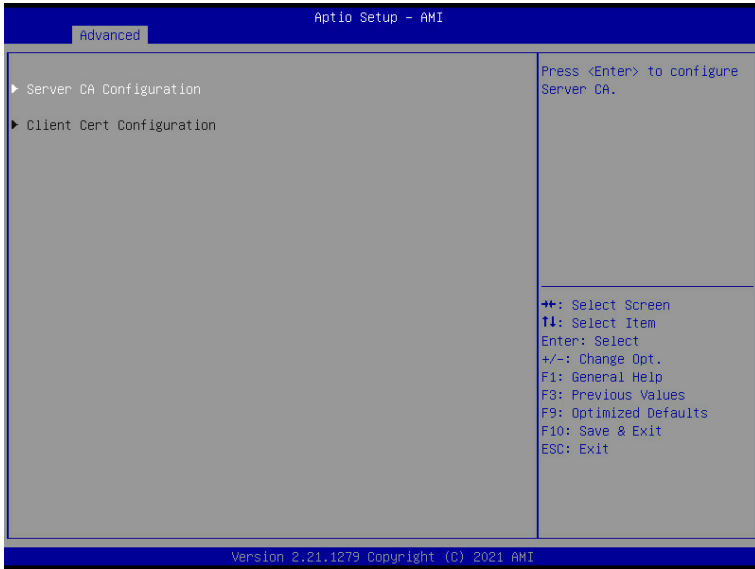 Aptio Setup – AMI
Advanced
▶ Server CA Configuration
▶ Client Cert Configuration
Press <Enter> to configure
Server CA.
→←: Select Screen
↑↓: Select Item
Enter: Select
+/-: Change Opt.
F1: General Help
F3: Previous Values
F9: Optimized Defaults
F10: Save & Exit
ESC: Exit
Version 2.21.1279 Copyright (C) 2021 AMI